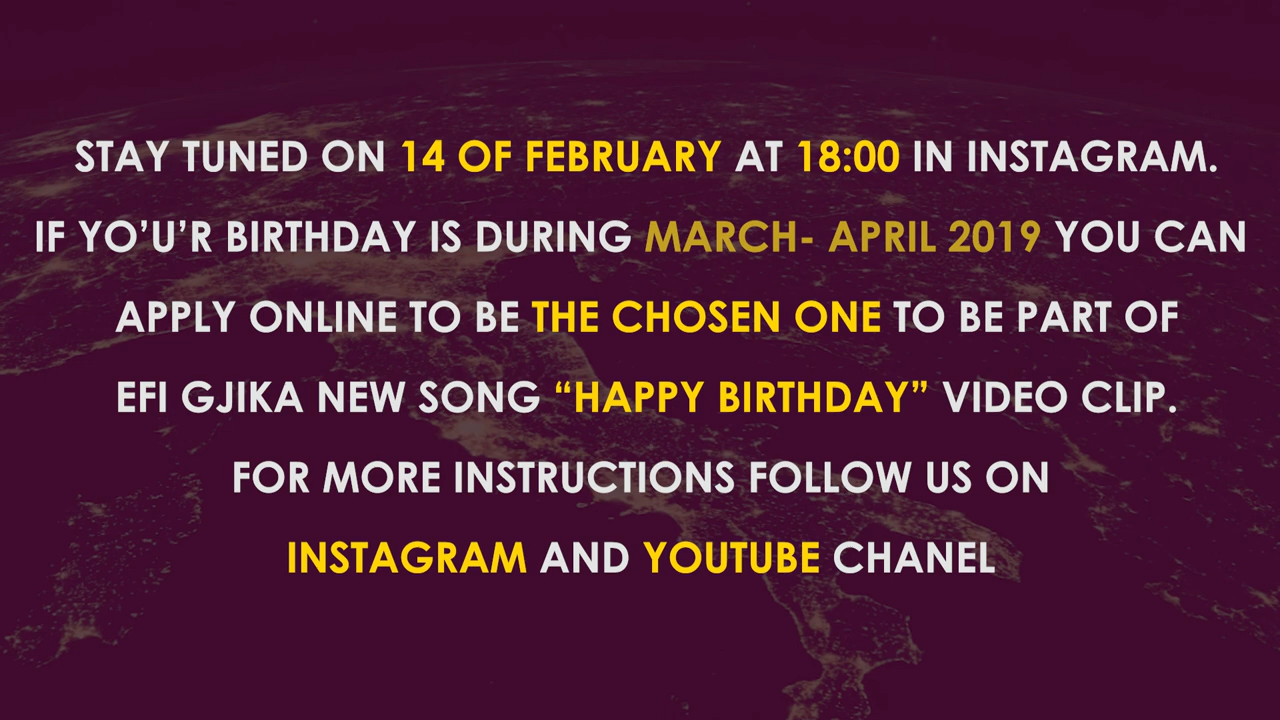 STAY TUNED ON 14 OF FEBRUARY AT 18:00 IN INSTAGRAM.
IF YO’U’R BIRTHDAY IS DURING MARCH- APRIL 2019 YOU CAN
APPLY ONLINE TO BE THE CHOSEN ONE TO BE PART OF
EFI GJIKA NEW SONG “HAPPY BIRTHDAY” VIDEO CLIP.
FOR MORE INSTRUCTIONS FOLLOW US ON
INSTAGRAM AND YOUTUBE CHANEL